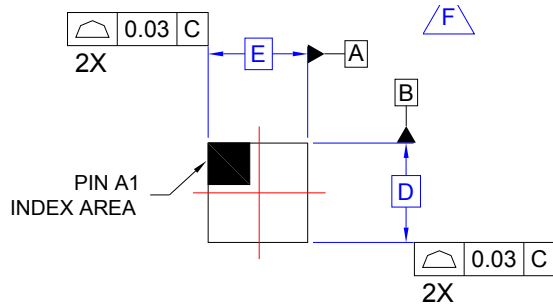 0.03 C
2X
E
A
F
B
PIN A1
INDEX AREA
D
0.03 C
2X